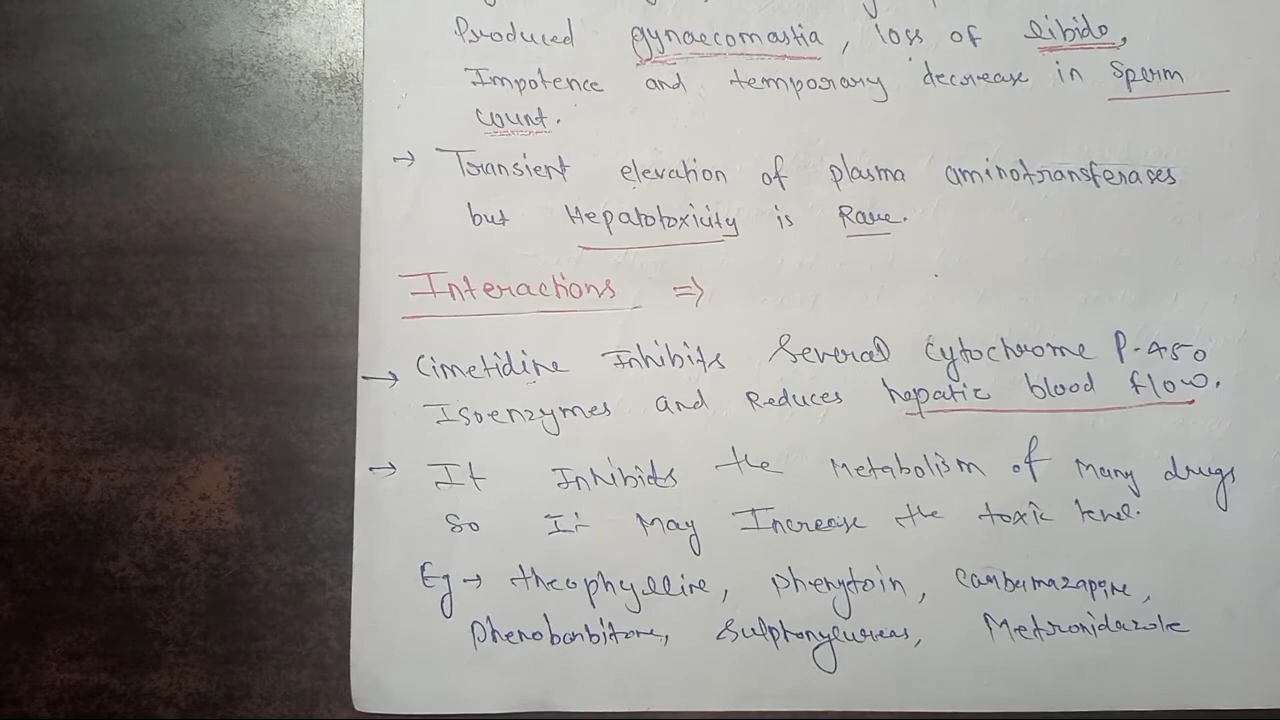 Produced gynaecomastia, loss of libido,
Impotence and temporary decrease in Sperm
count.
→ Transient elevation of plasma aminotransferases
but Hepatotoxicity is Rare.
Interactions ⇒
→ Cimetidine Inhibits Several Cytochrome P-450
Isoenzymes and Reduces hepatic blood flow.
→ It Inhibits the Metabolism of Many drugs
So It May Increase the toxic level.
Eg → theophylline, phenytoin, Carbamazapine,
Phenobarbitone, Sulphonylureas, Metronidazole